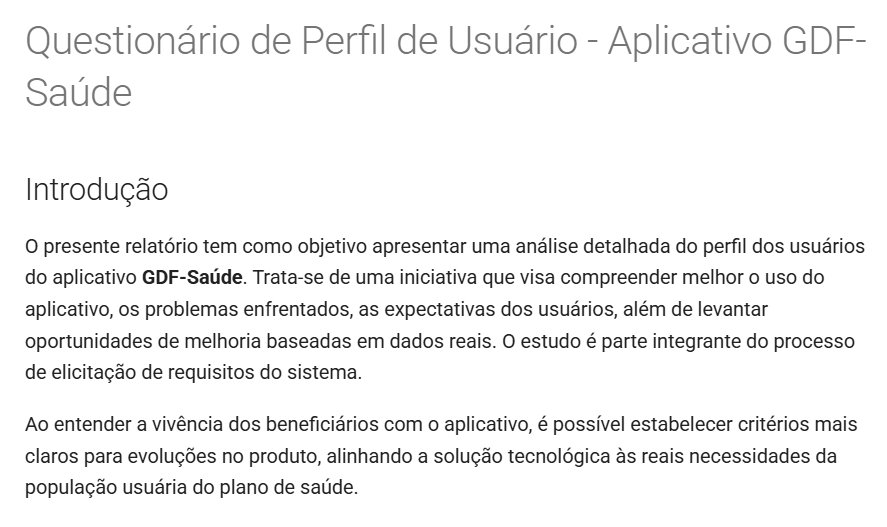 Questionário de Perfil de Usuário - Aplicativo GDF-
Saúde
Introdução
O presente relatório tem como objetivo apresentar uma análise detalhada do perfil dos usuários
do aplicativo GDF-Saúde. Trata-se de uma iniciativa que visa compreender melhor o uso do
aplicativo, os problemas enfrentados, as expectativas dos usuários, além de levantar
oportunidades de melhoria baseadas em dados reais. O estudo é parte integrante do processo
de elicitação de requisitos do sistema.
Ao entender a vivência dos beneficiários com o aplicativo, é possível estabelecer critérios mais
claros para evoluções no produto, alinhando a solução tecnológica às reais necessidades da
população usuária do plano de saúde.